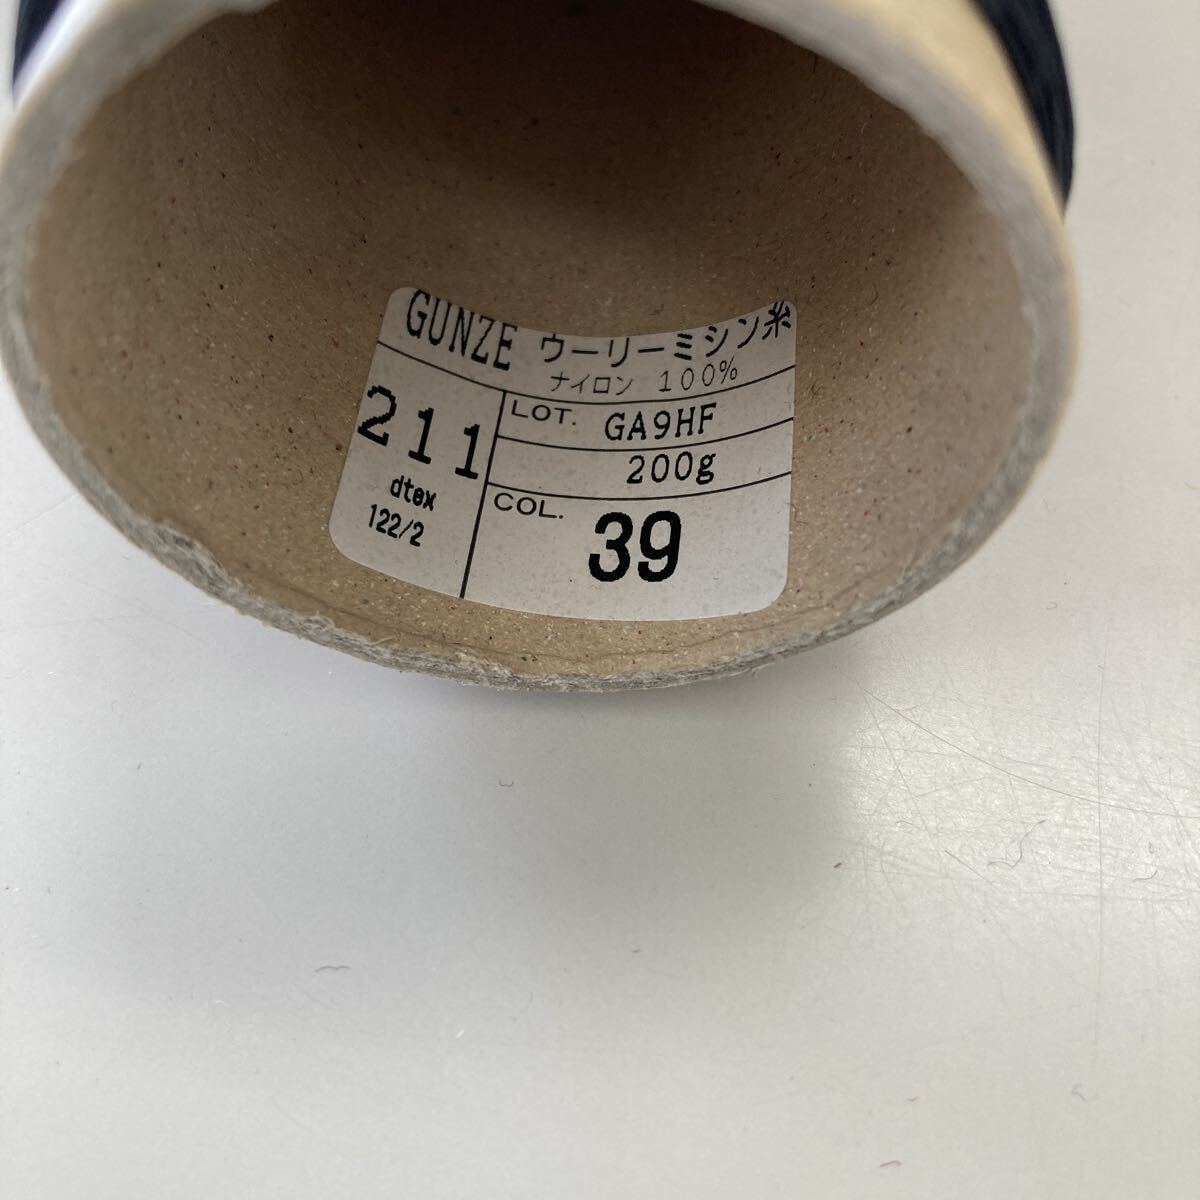 GUNZE ウーリーミシン糸
ナイロン 100%
211
dtex
122/2
LOT. GA9HF
200g
COL. 39